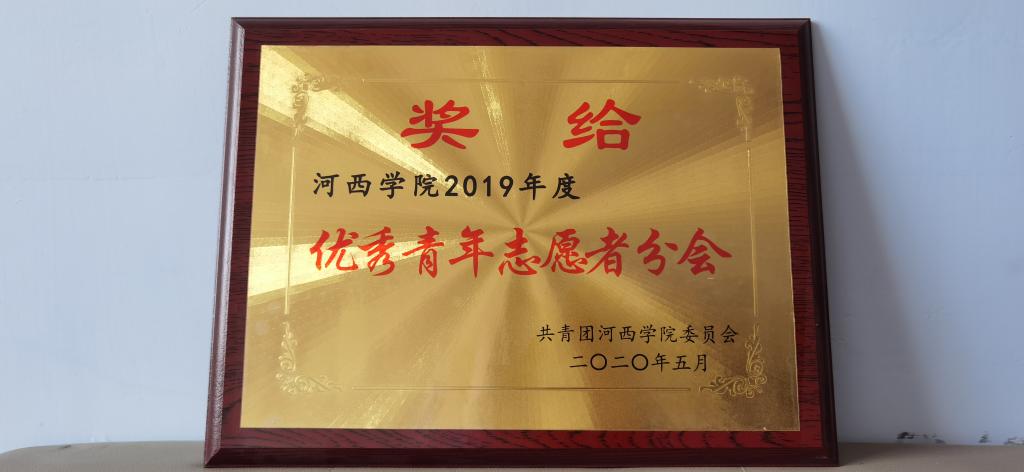 奖 给
河西学院2019年度
优秀青年志愿者分会
共青团河西学院委员会
二〇二〇年五月